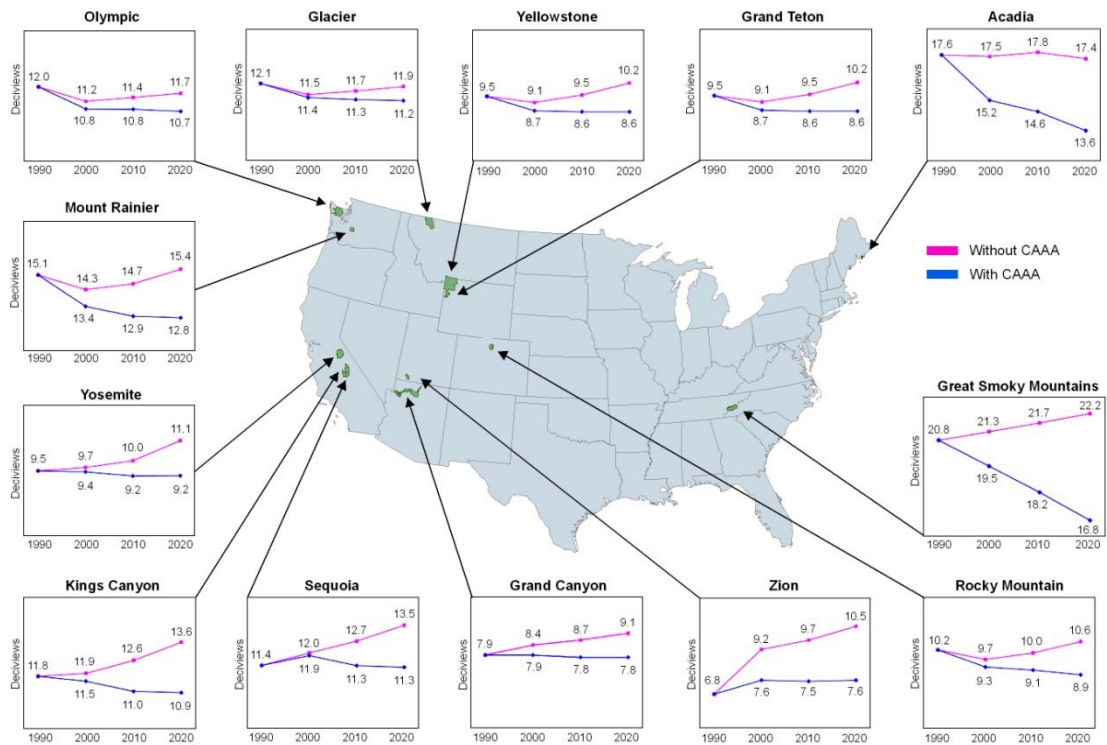 Olympic
Deciviews
12.0
11.2
11.4
11.7
10.8
10.8
10.7
1990 2000 2010 2020
Glacier
Deciviews
12.1
11.5
11.7
11.9
11.4
11.3
11.2
1990 2000 2010 2020
Yellowstone
Deciviews
9.5
9.1
9.5
10.2
8.7
8.6
8.6
1990 2000 2010 2020
Grand Teton
Deciviews
9.5
9.1
9.5
10.2
8.7
8.6
8.6
1990 2000 2010 2020
Acadia
Deciviews
17.6
17.5
17.8
17.4
15.2
14.6
13.6
1990 2000 2010 2020
Mount Rainier
Deciviews
15.1
14.3
14.7
15.4
13.4
12.9
12.8
1990 2000 2010 2020
Without CAAA
With CAAA
Yosemite
Deciviews
9.5
9.7
10.0
11.1
9.4
9.2
9.2
1990 2000 2010 2020
Great Smoky Mountains
Deciviews
20.8
21.3
21.7
22.2
19.5
18.2
16.8
1990 2000 2010 2020
Kings Canyon
Deciviews
11.8
11.9
12.6
13.6
11.5
11.0
10.9
1990 2000 2010 2020
Sequoia
Deciviews
11.4
12.0
12.7
13.5
11.9
11.3
11.3
1990 2000 2010 2020
Grand Canyon
Deciviews
7.9
8.4
8.7
9.1
7.9
7.8
7.8
1990 2000 2010 2020
Zion
Deciviews
6.8
9.2
9.7
10.5
7.6
7.5
7.6
1990 2000 2010 2020
Rocky Mountain
Deciviews
10.2
9.7
10.0
10.6
9.3
9.1
8.9
1990 2000 2010 2020